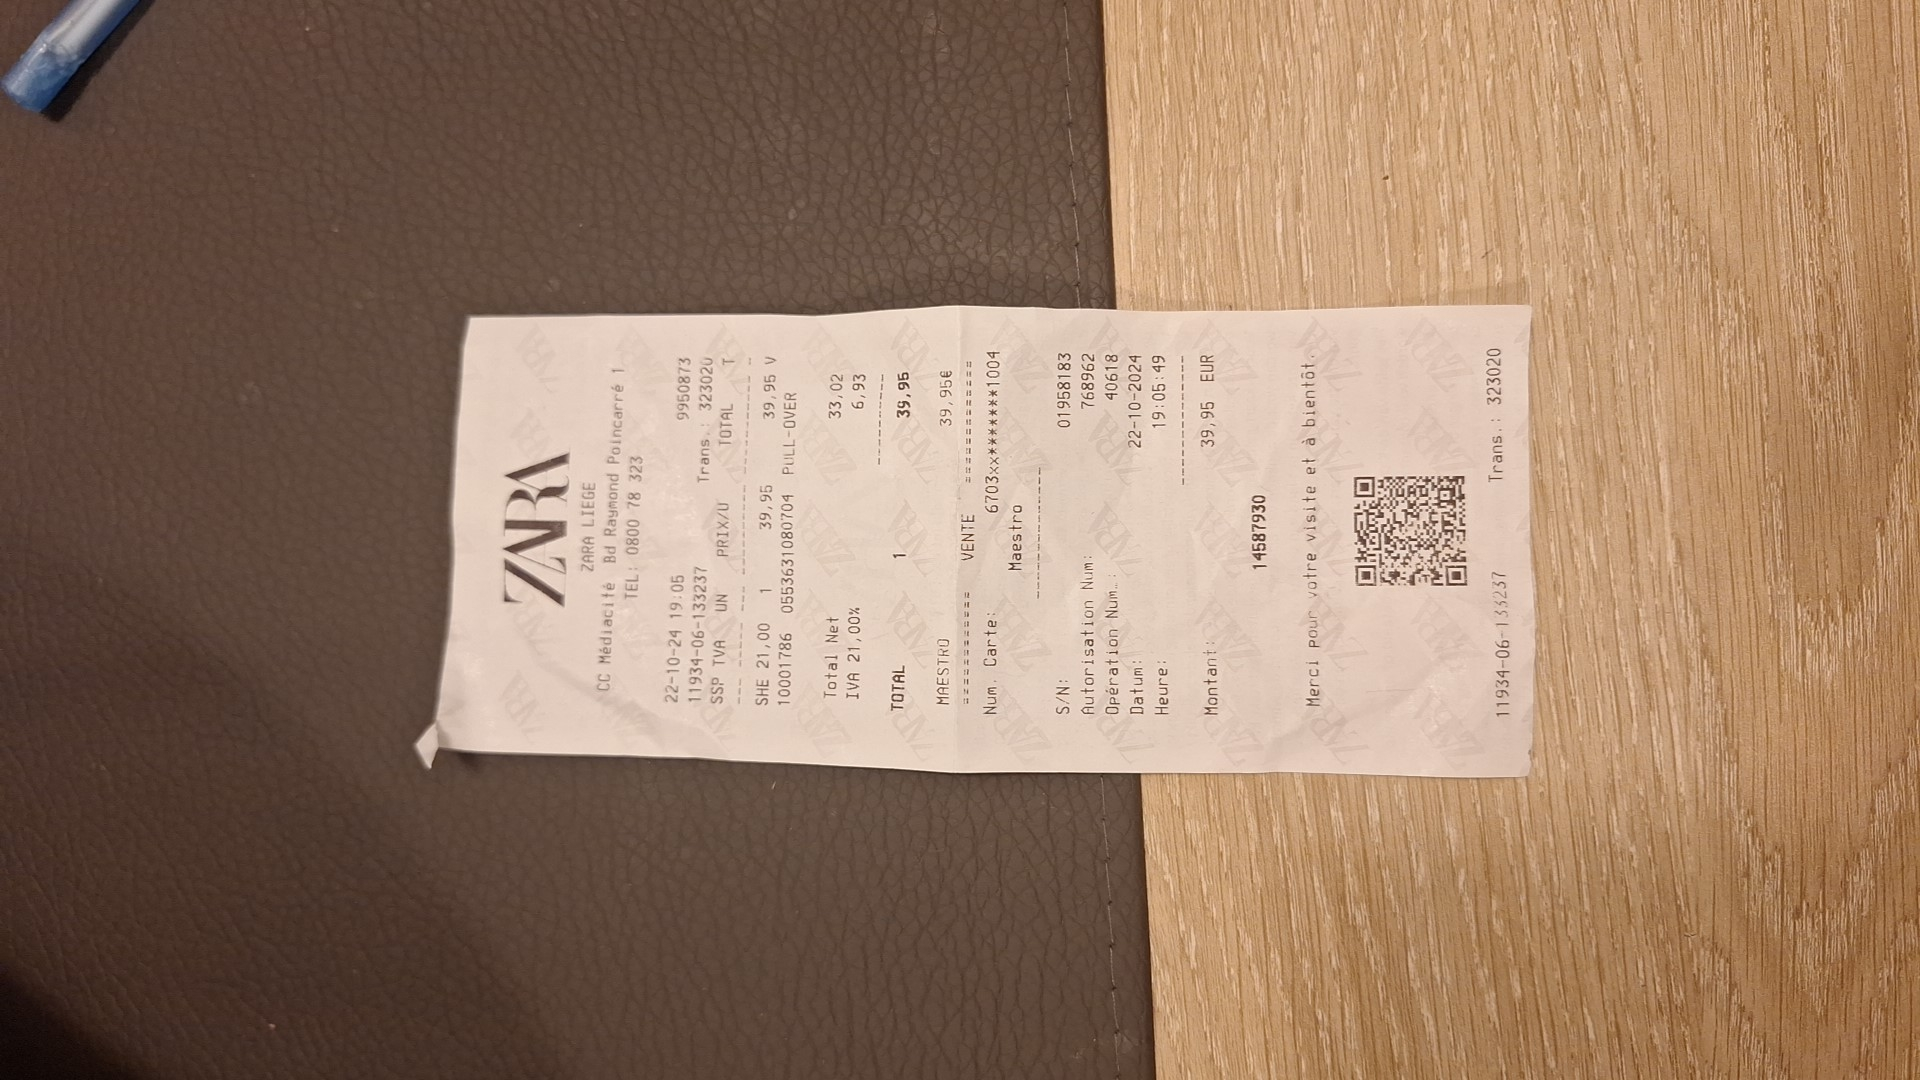 ZARA
ZARA LIEGE
CC Médiacité Bd Raymond Poincarré 1
TEL: 0800 78 323
22-10-24 19:05 9950873
11934-06-133237 Trans.: 323020
SSP TVA UN PRIX/U TOTAL T
--- ----- --- --------- --------- -
SHE 21,00 1 39,95 39,95 V
10001786 05536310800704 PULL-OVER
Total Net 33,02
IVA 21,00% 6,93
----------
TOTAL 1 39,95
MAESTRO 39,95€
============ VENTE ============
Num. Carte: 6703xx*********1004
Maestro
---------------
S/N: 01958183
Autorisation Num: 768962
Opération Num.: 40618
Datum: 22-10-2024
Heure: 19:05:49
---------------
Montant: 39,95 EUR
14587930
Merci pour votre visite et à bientôt.
11934-06-133237 Trans.: 323020